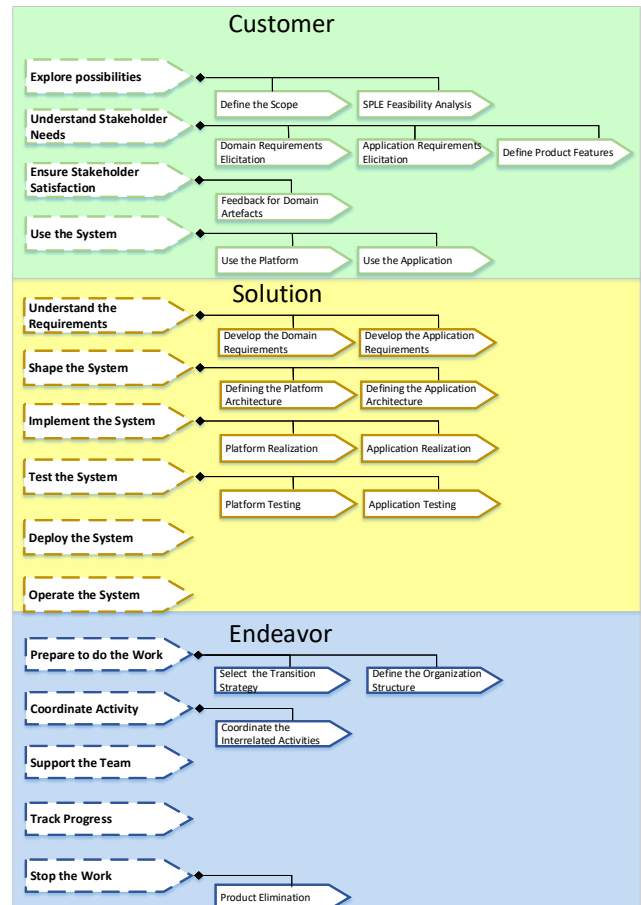 Customer
Explore possibilities
Define the Scope
SPLE Feasibility Analysis
Understand Stakeholder
Needs
Domain Requirements
Elicitation
Application Requirements
Elicitation
Define Product Features
Ensure Stakeholder
Satisfaction
Feedback for Domain
Artefacts
Use the System
Use the Platform
Use the Application
Solution
Understand the
Requirements
Develop the Domain
Requirements
Develop the Application
Requirements
Shape the System
Defining the Platform
Architecture
Defining the Application
Architecture
Implement the System
Platform Realization
Application Realization
Test the System
Platform Testing
Application Testing
Deploy the System
Operate the System
Endeavor
Prepare to do the Work
Select the Transition
Strategy
Define the Organization
Structure
Coordinate Activity
Coordinate the
Interrelated Activities
Support the Team
Track Progress
Stop the Work
Product Elimination